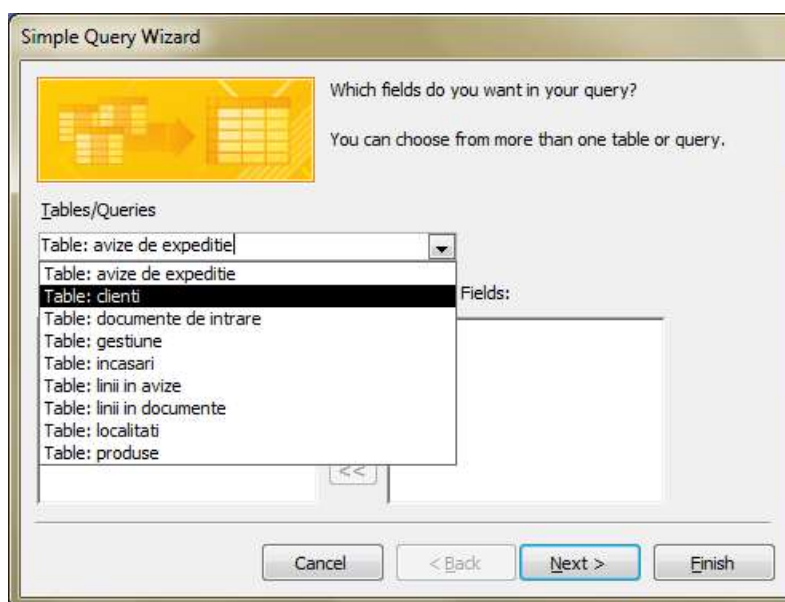 Simple Query Wizard
Which fields do you want in your query?
You can choose from more than one table or query.
Tables/Queries
Table: avize de expeditie
Table: avize de expeditie
Table: clienti
Fields:
Table: documente de intrare
Table: gestiune
Table: incasari
Table: linii in avize
Table: linii in documente
Table: localitati
Table: produse
<<
Cancel
< Back
Next >
Finish